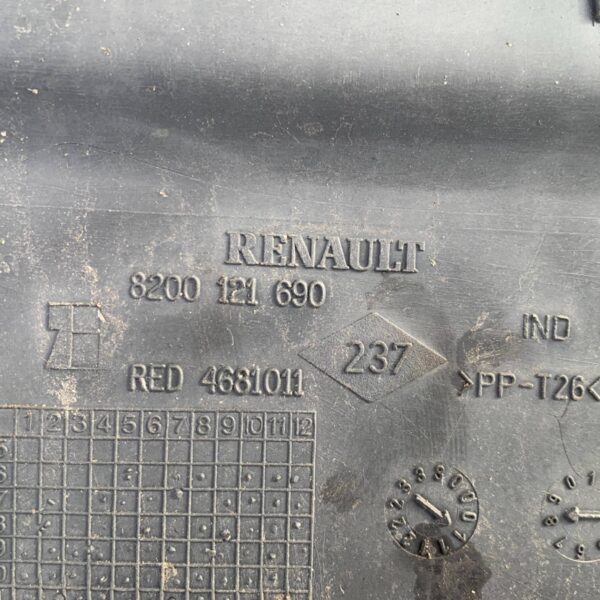 RENAULT
8200 121 690
IND
237
RED 4681011
>PP-T26<
1 2 3 4 5 6 7 8 9 10 11 12